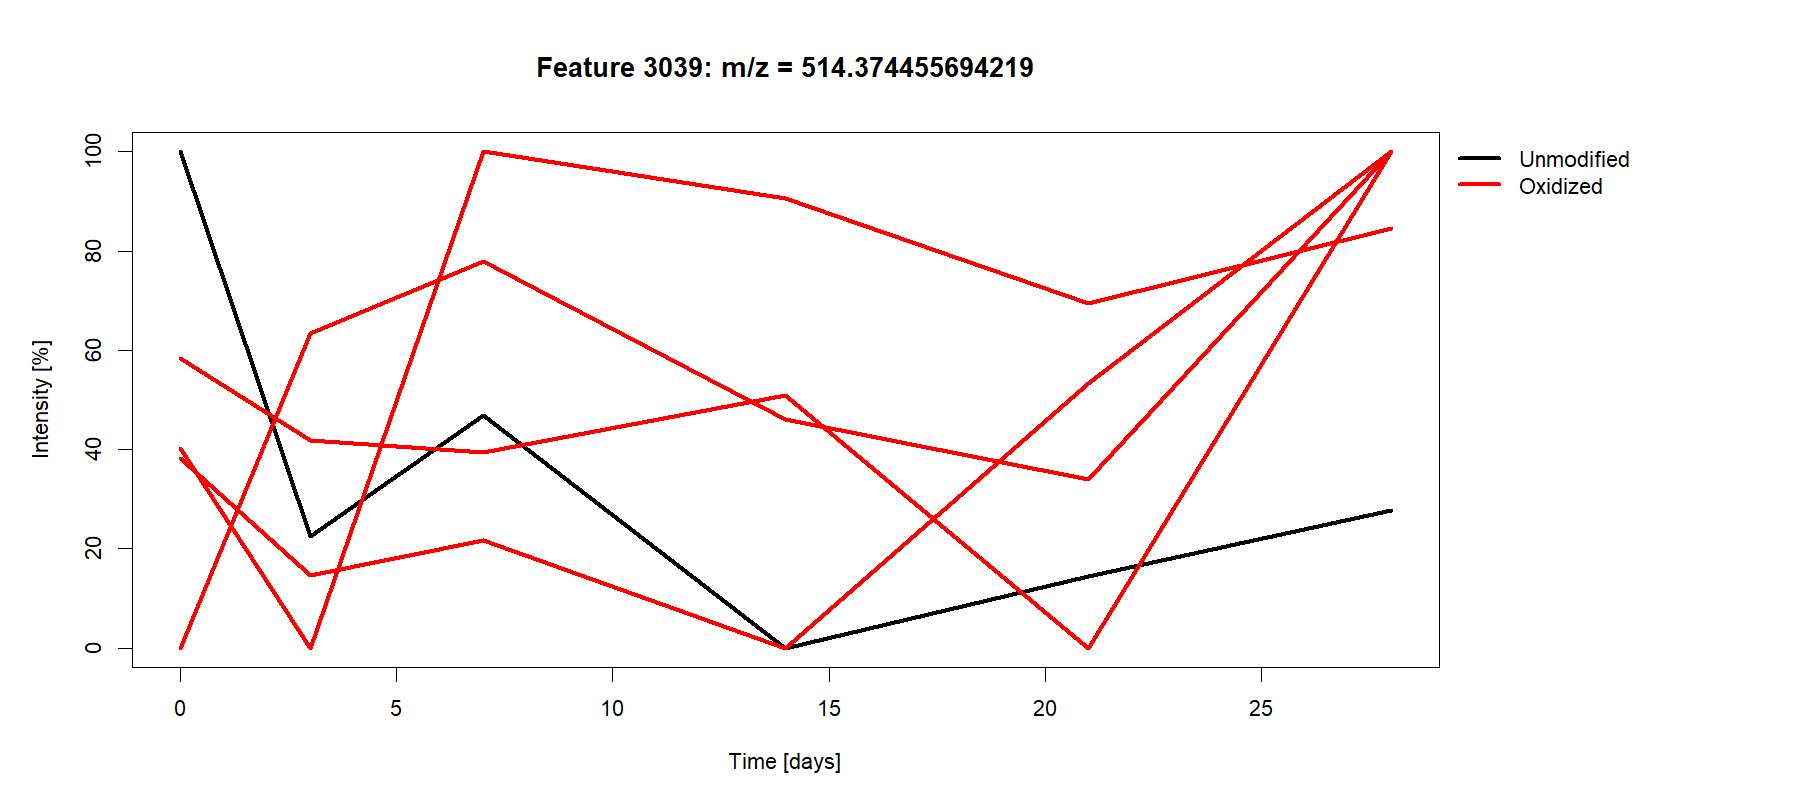 Feature 3039: m/z = 514.374455694219
Unmodified
Oxidized
100
80
60
40
20
0
Intensity [%]
0 5 10 15 20 25
Time [days]